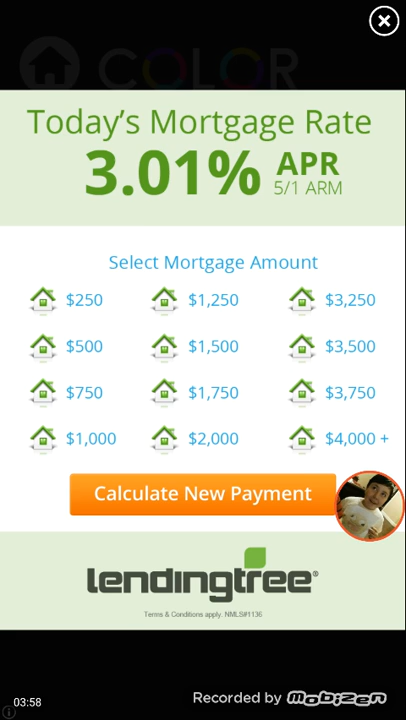 COLOR
Today's Mortgage Rate
3.01% APR
5/1 ARM
Select Mortgage Amount
$250 $1,250 $3,250
$500 $1,500 $3,500
$750 $1,750 $3,750
$1,000 $2,000 $4,000 +
Calculate New Payment
lendingtree®
Terms & Conditions apply. NMLS#1136
03:58
Recorded by Mobizen